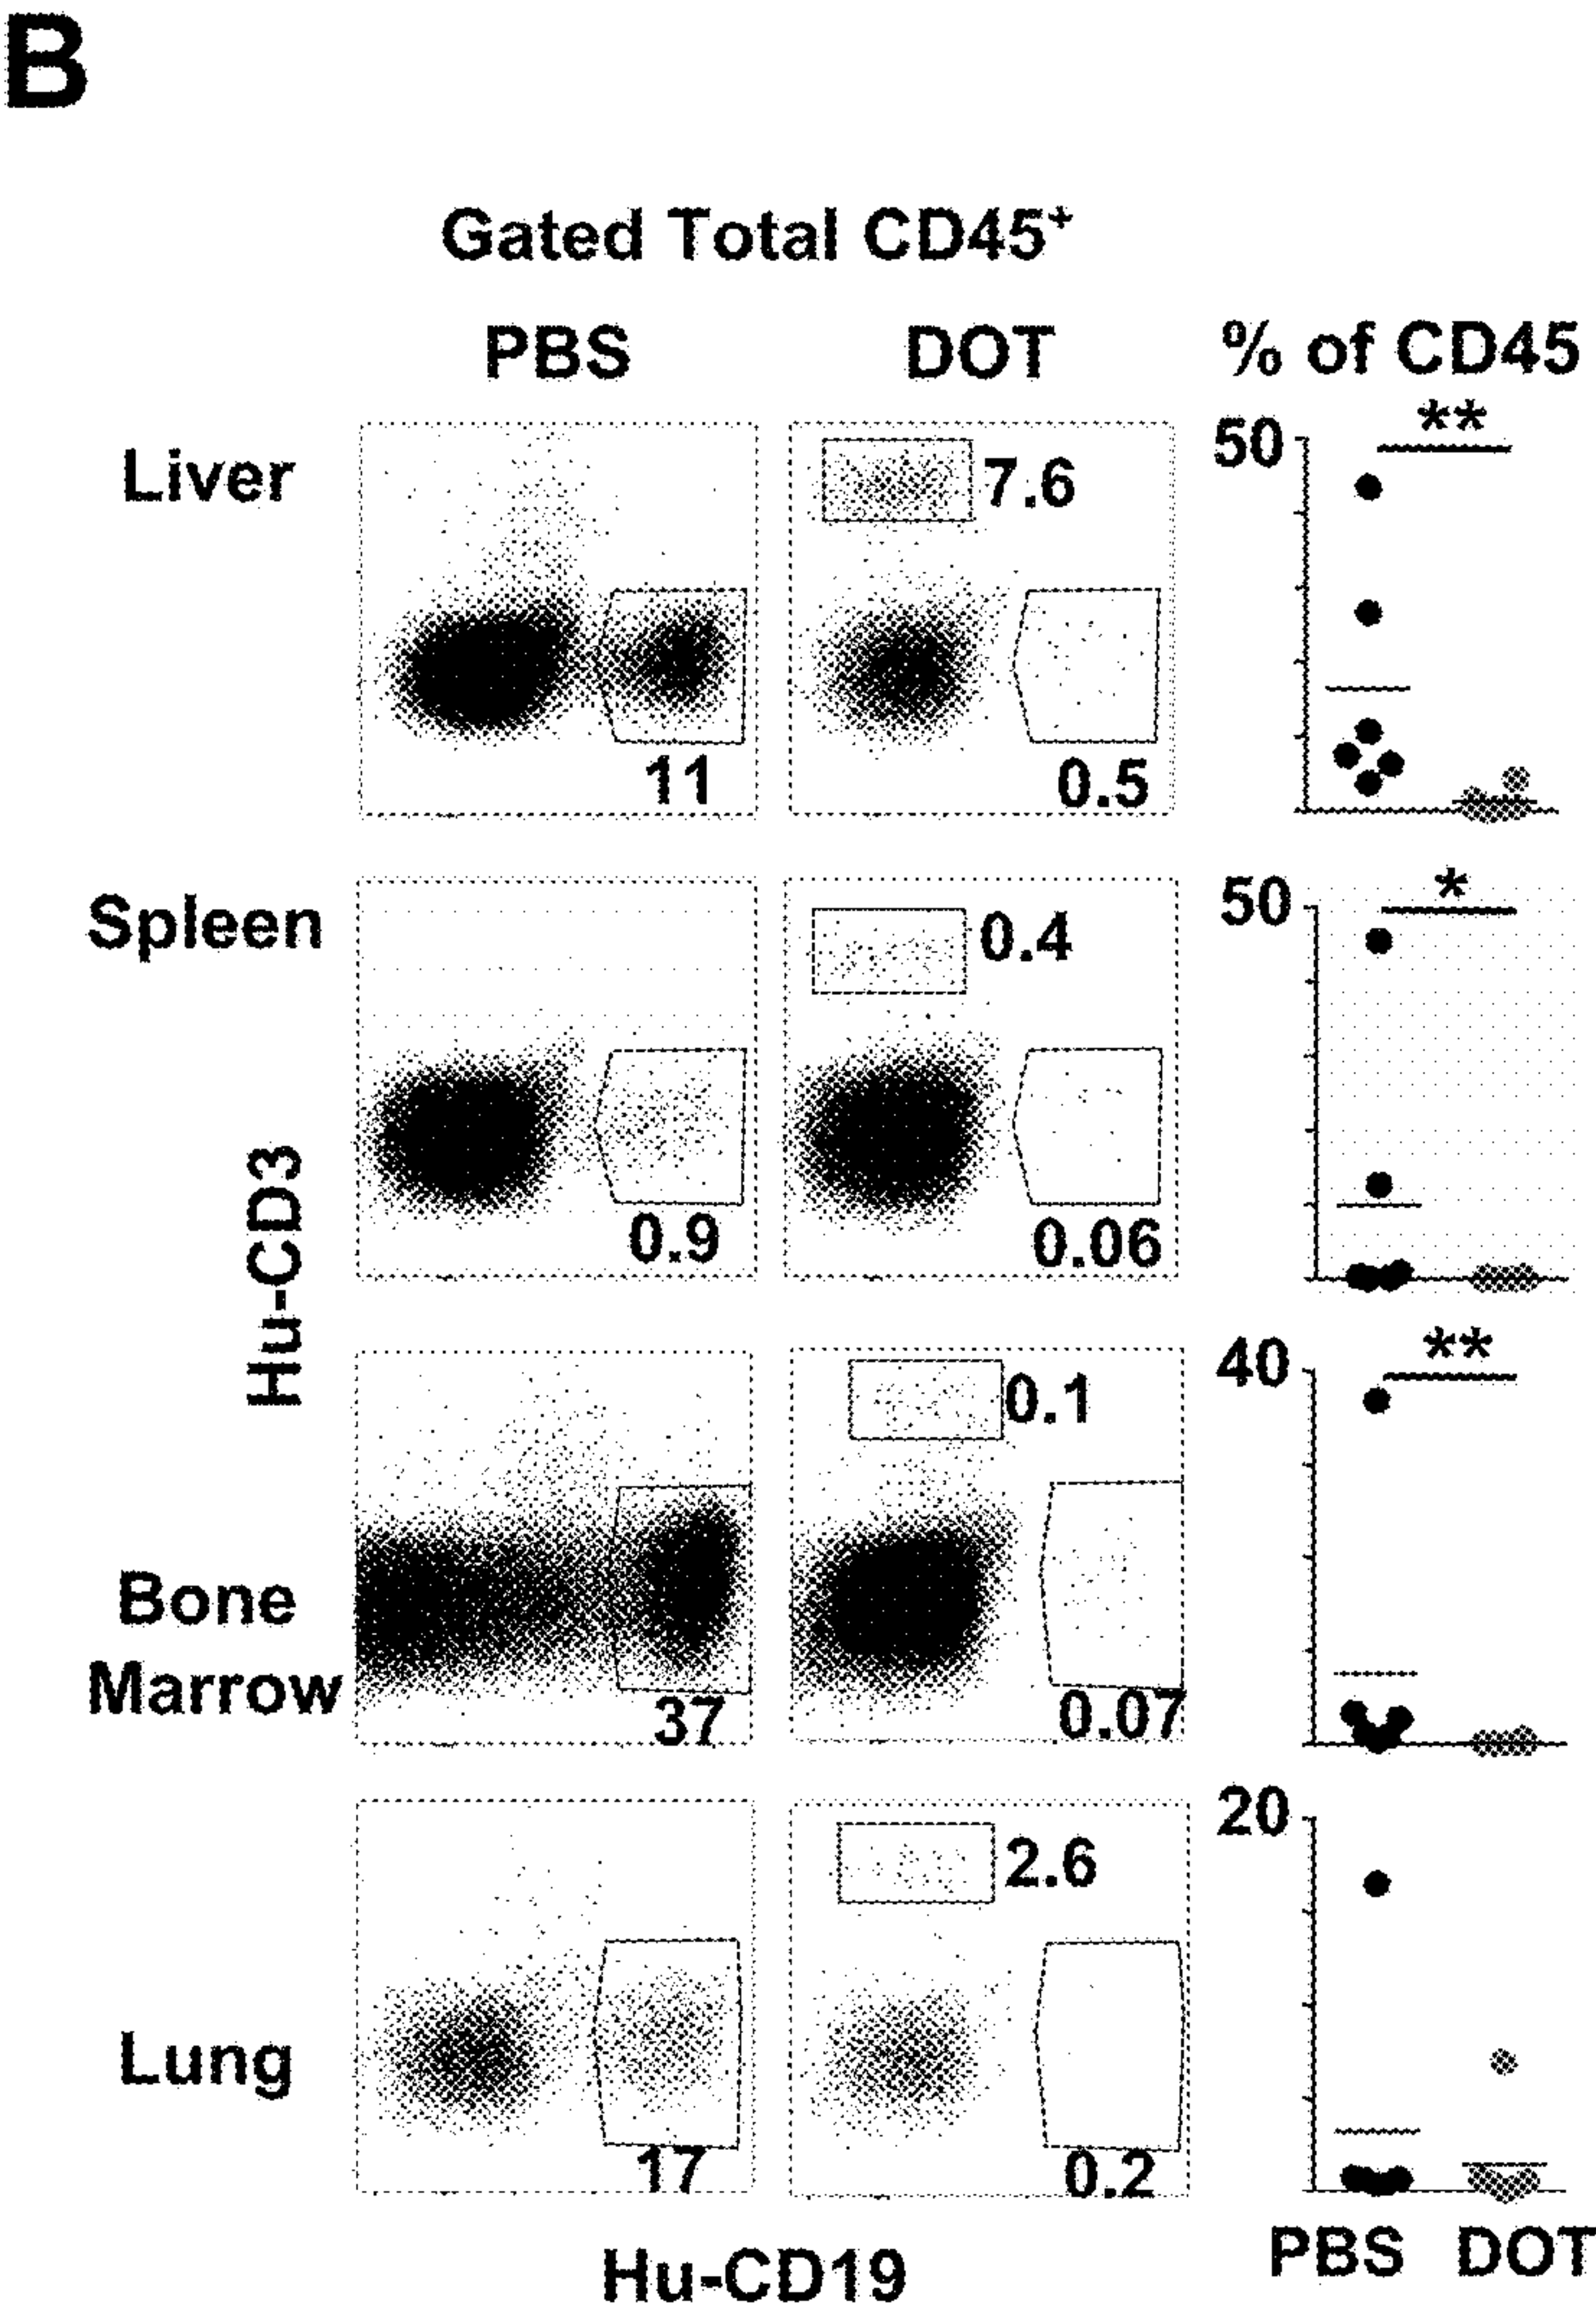 B
Gated Total CD45+
PBS DOT % of CD45
Liver 7.6 50 **
11 0.5
Spleen 0.4 50 *
0.9 0.06
Hu-CD3
0.1 40 **
Bone
Marrow
37 0.07
2.6 20
Lung
17 0.2
PBS DOT
Hu-CD19